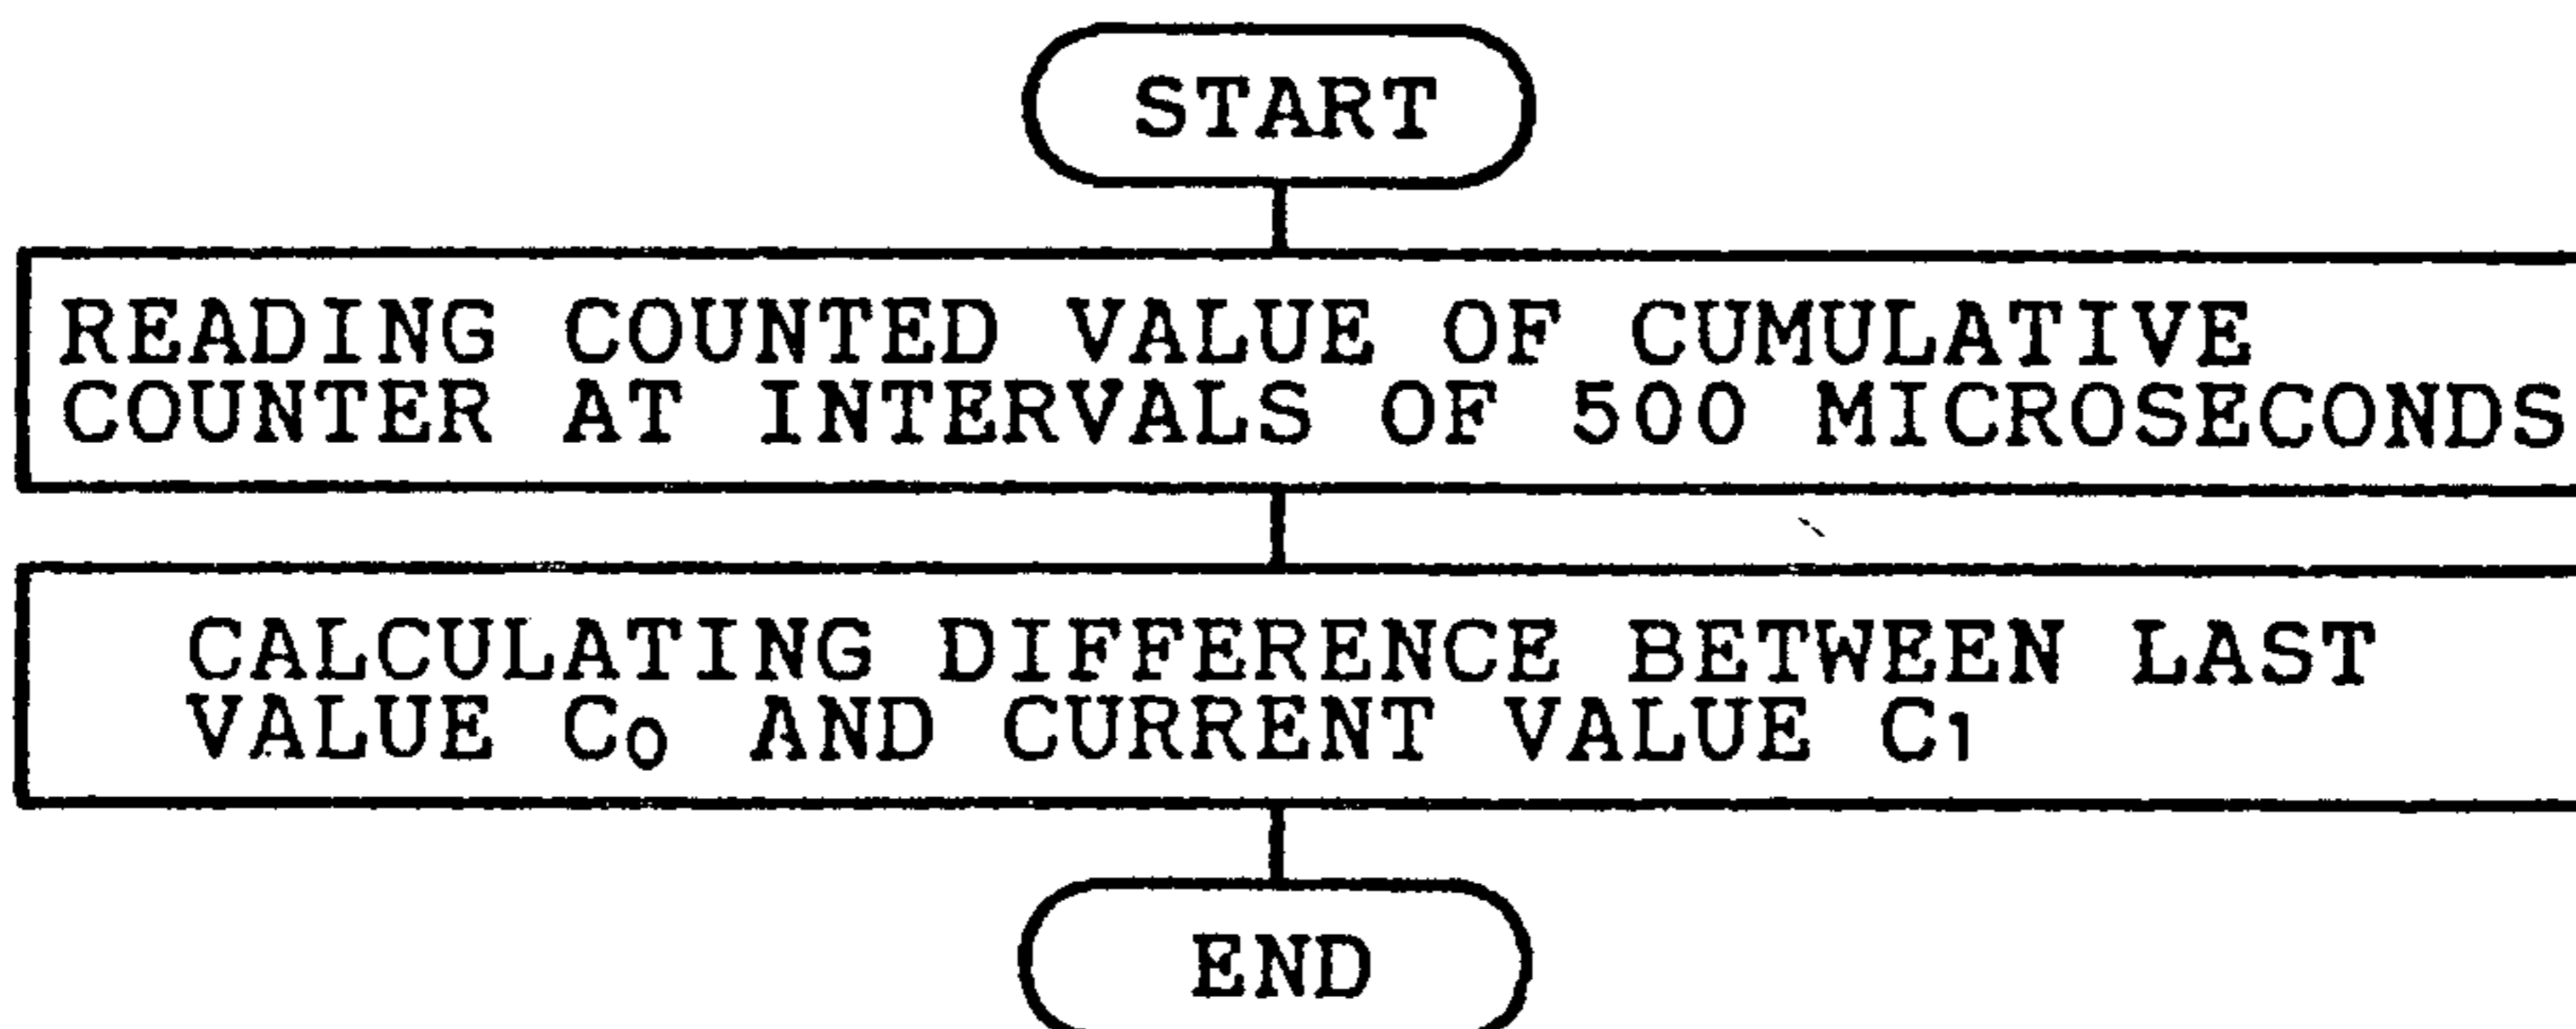 START
READING COUNTED VALUE OF CUMULATIVE
COUNTER AT INTERVALS OF 500 MICROSECONDS
CALCULATING DIFFERENCE BETWEEN LAST
VALUE C0 AND CURRENT VALUE C1
END